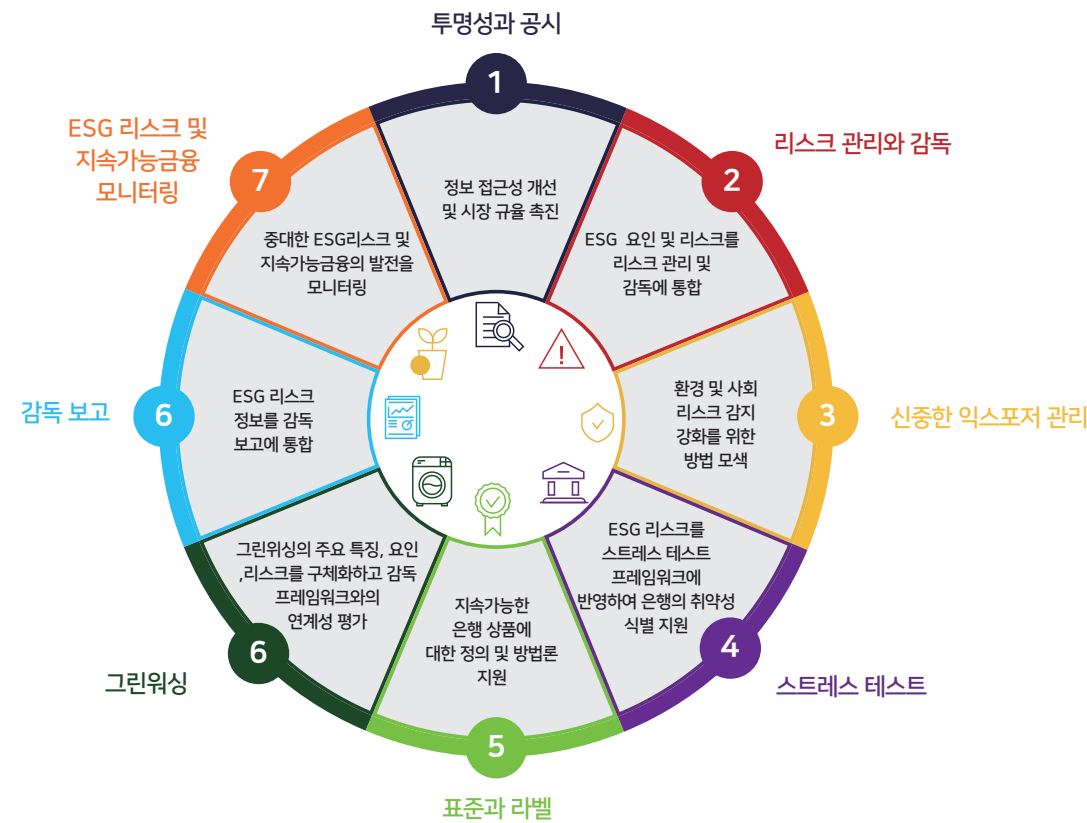 투명성과 공시
1
정보 접근성 개선
및 시장 규율 촉진
리스크 관리와 감독
2
ESG 요인 및 리스크를
리스크 관리 및
감독에 통합
신중한 익스포저 관리
3
환경 및 사회
리스크 감지
강화를 위한
방법 모색
스트레스 테스트
4
ESG 리스크를
스트레스 테스트
프레임워크에
반영하여 은행의 취약성
식별 지원
표준과 라벨
5
지속가능한
은행 상품에
대한 정의 및 방법론
지원
그린위싱
6
그린위싱의 주요 특징, 요인
,리스크를 구체화하고 감독
프레임워크와의
연계성 평가
감독 보고
6
ESG 리스크
정보를 감독
보고에 통합
ESG 리스크 및
지속가능금융
모니터링
7
중대한 ESG리스크 및
지속가능금융의 발전을
모니터링